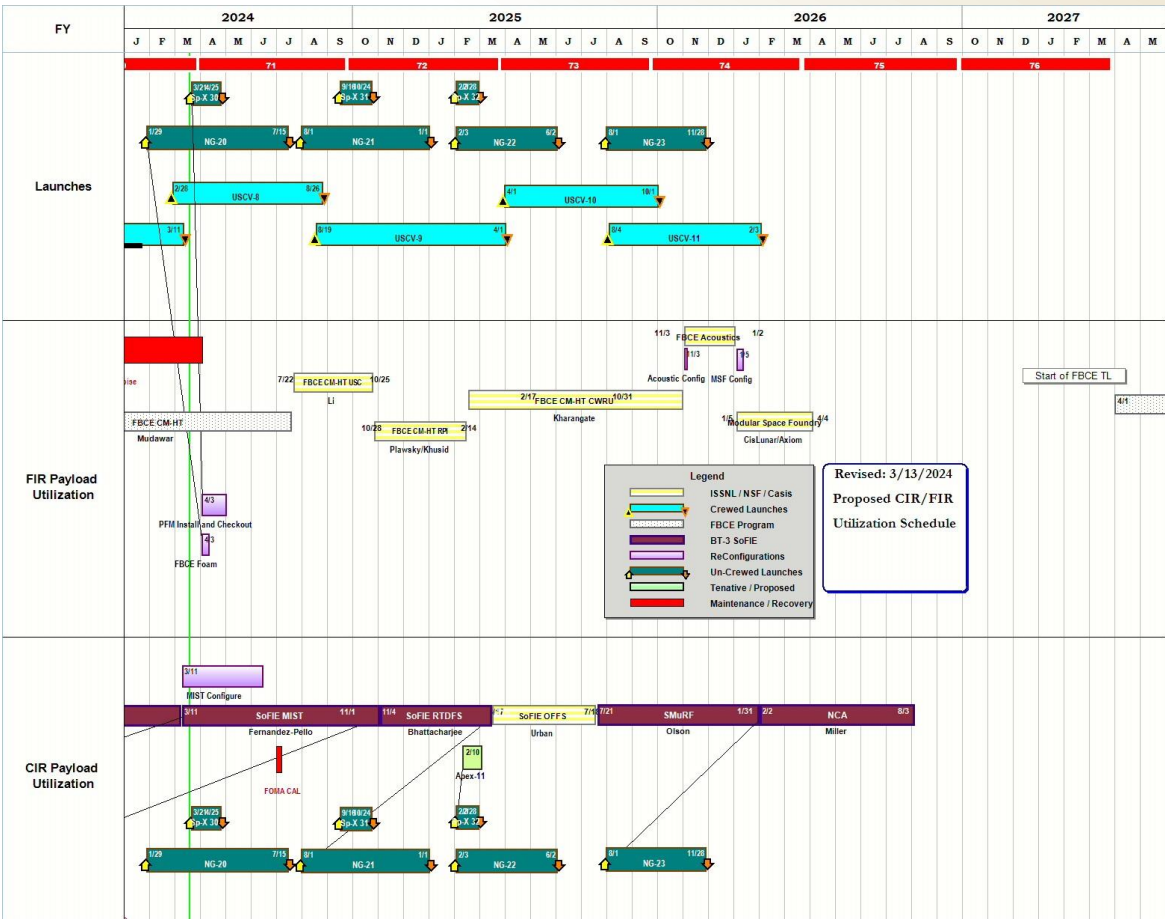 FY
2024
2025
2026
2027
J F M A M J J A S O N D J F M A M J J A S O N D J F M A M J J A S O N D J F M A M J
71
72
73
74
75
76
Launches
Sp-X 30
9/16 10/24
Sp-X 31
2/28
Sp-X 32
1/29 7/15
NG-20
8/1 1/1
NG-21
2/3 6/2
NG-22
8/1 11/28
NG-23
2/28 8/26
USCV-8
4/1 10/1
USCV-10
3/11
8/19 4/1
USCV-9
8/4 2/3
USCV-11
FIR Payload
Utilization
11/3 FBCE Acoustics 1/2
11/3
1/5
Acoustic Config MSF Config
7/22 FBCE CM-HT USC 10/25
Li
Start of FBCE TL
4/1
2/17 FBCE CM-HT CWRU 10/31
Kharangate
FBCE CM-HT
Mudawar
10/28 FBCE CM-HT RPI 2/14
Plawsky/Khusid
1/5 Modular Space Foundry 4/4
CisLunar/Axiom
4/3
PFM Install and Checkout
4/3
FBCE Foam
Legend
ISSNL / NSF / Casis
Crewed Launches
FBCE Program
BT-3 SoFIE
ReConfigurations
Un-Crewed Launches
Tenative / Proposed
Maintenance / Recovery
Revised: 3/13/2024
Proposed CIR/FIR
Utilization Schedule
CIR Payload
Utilization
3/11
MIST Configure
3/11 SoFIE MIST 11/1
Fernandez-Pello
11/4 SoFIE RTDFS
Bhattacharjee
SoFIE OFFS
Urban
7/21 SMuRF 1/31
Olson
2/2 NCA 8/3
Miller
FOMA CAL
2/10
Apex-11
Sp-X 30
9/16 10/24
Sp-X 31
2/28
Sp-X 32
1/29 7/15
NG-20
8/1 1/1
NG-21
2/3 6/2
NG-22
8/1 11/28
NG-23